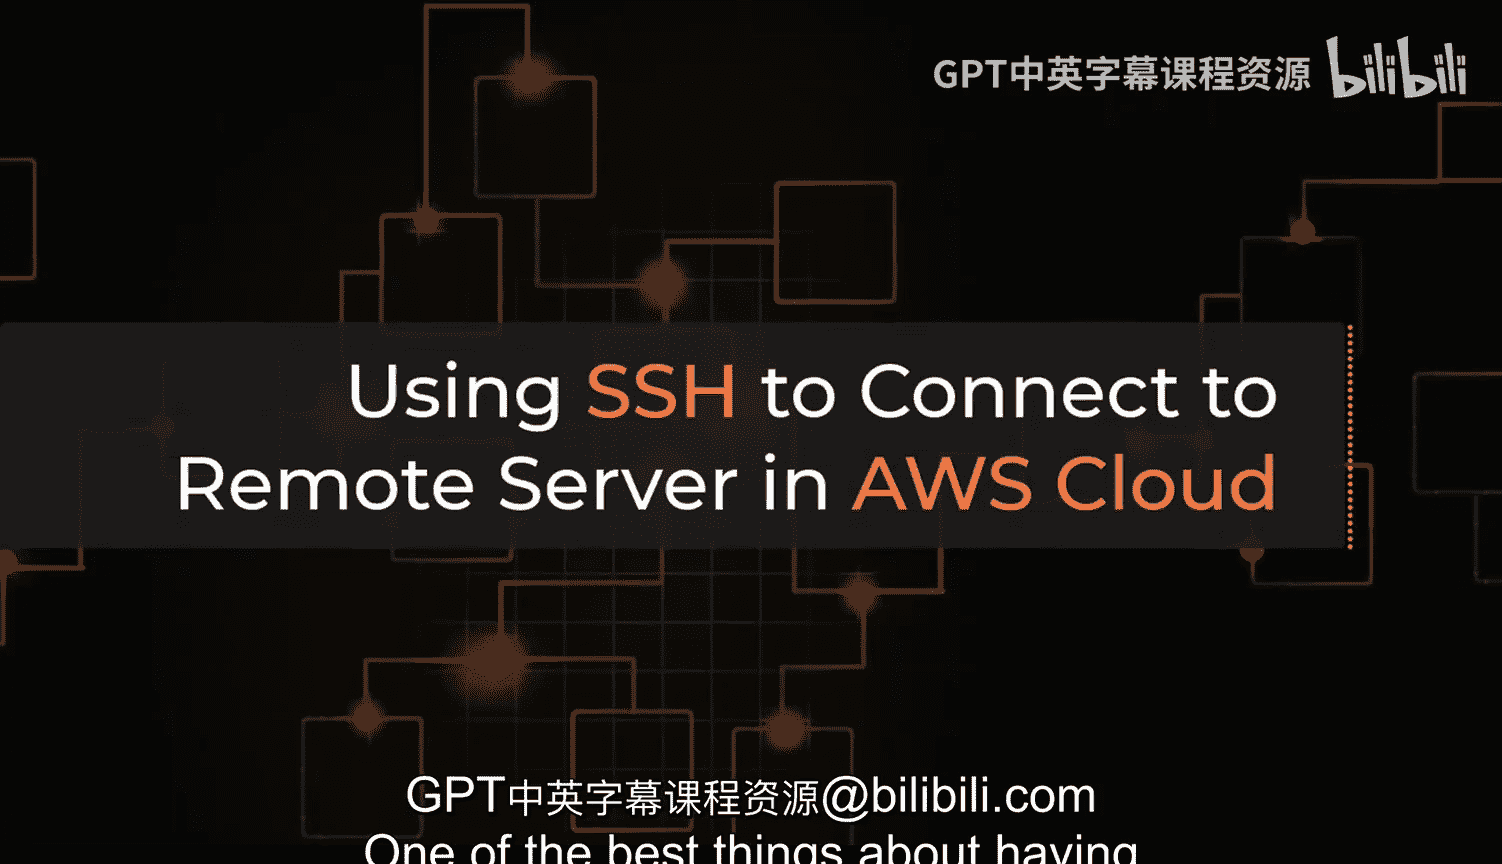 GPT中英字幕课程资源 bilibili
Using SSH to Connect to
Remote Server in AWS Cloud
GPT中英字幕课程资源@bilibili.com
One of the best things about having